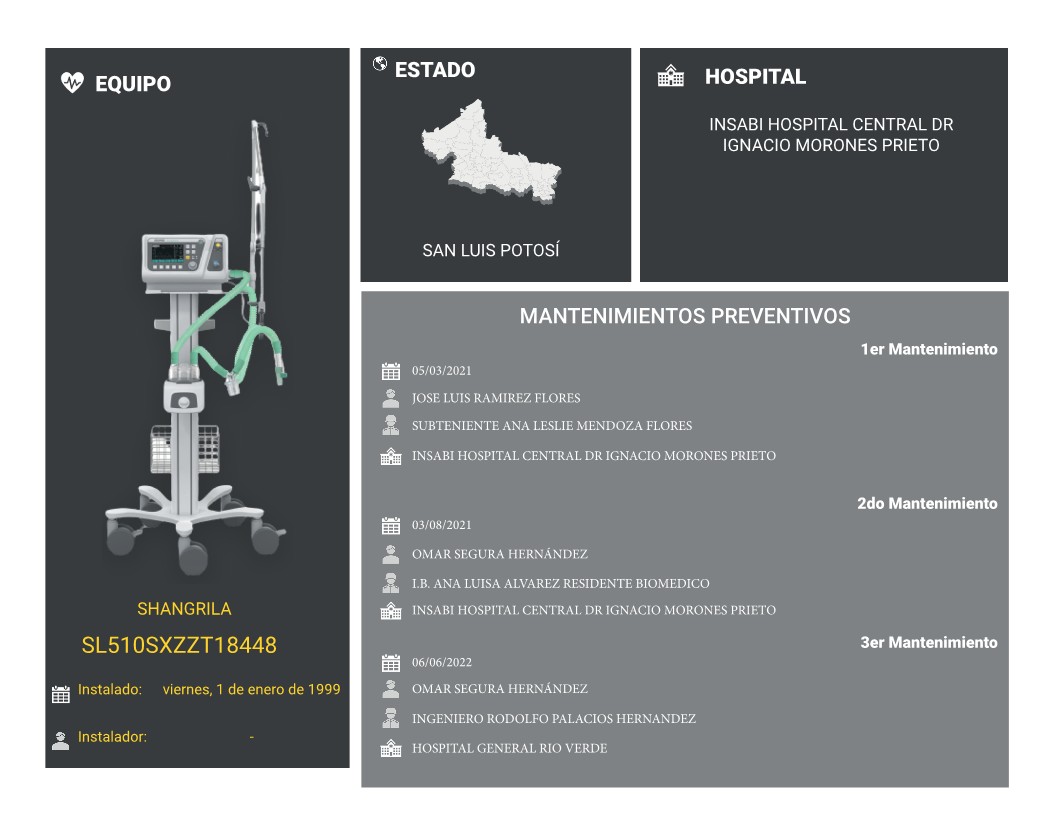 EQUIPO
SHANGRILA
SL510SXZZT18448
Instalado: viernes, 1 de enero de 1999
Instalador: -
ESTADO
SAN LUIS POTOSÍ
HOSPITAL
INSABI HOSPITAL CENTRAL DR
IGNACIO MORONES PRIETO
MANTENIMIENTOS PREVENTIVOS
1er Mantenimiento
05/03/2021
JOSE LUIS RAMIREZ FLORES
SUBTENIENTE ANA LESLIE MENDOZA FLORES
INSABI HOSPITAL CENTRAL DR IGNACIO MORONES PRIETO
2do Mantenimiento
03/08/2021
OMAR SEGURA HERNÁNDEZ
I.B. ANA LUISA ALVAREZ RESIDENTE BIOMEDICO
INSABI HOSPITAL CENTRAL DR IGNACIO MORONES PRIETO
3er Mantenimiento
06/06/2022
OMAR SEGURA HERNÁNDEZ
INGENIERO RODOLFO PALACIOS HERNANDEZ
HOSPITAL GENERAL RIO VERDE